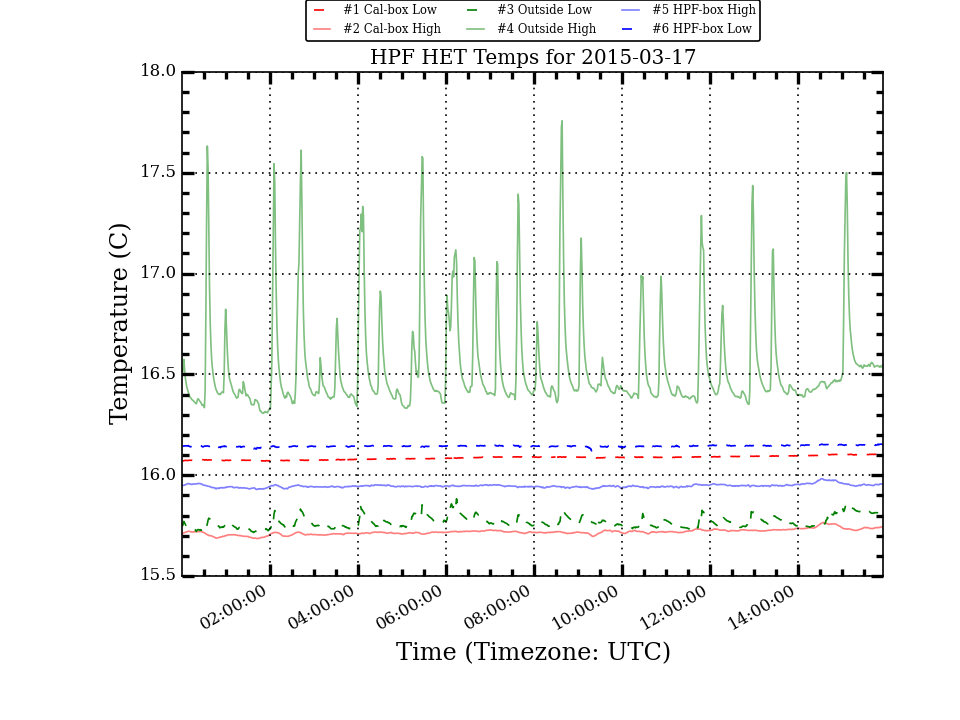 #1 Cal-box Low #3 Outside Low #5 HPF-box High
#2 Cal-box High #4 Outside High #6 HPF-box Low
HPF HET Temps for 2015-03-17
18.0
17.5
17.0
16.5
16.0
15.5
Temperature (C)
02:00:00 04:00:00 06:00:00 08:00:00 10:00:00 12:00:00 14:00:00
Time (Timezone: UTC)